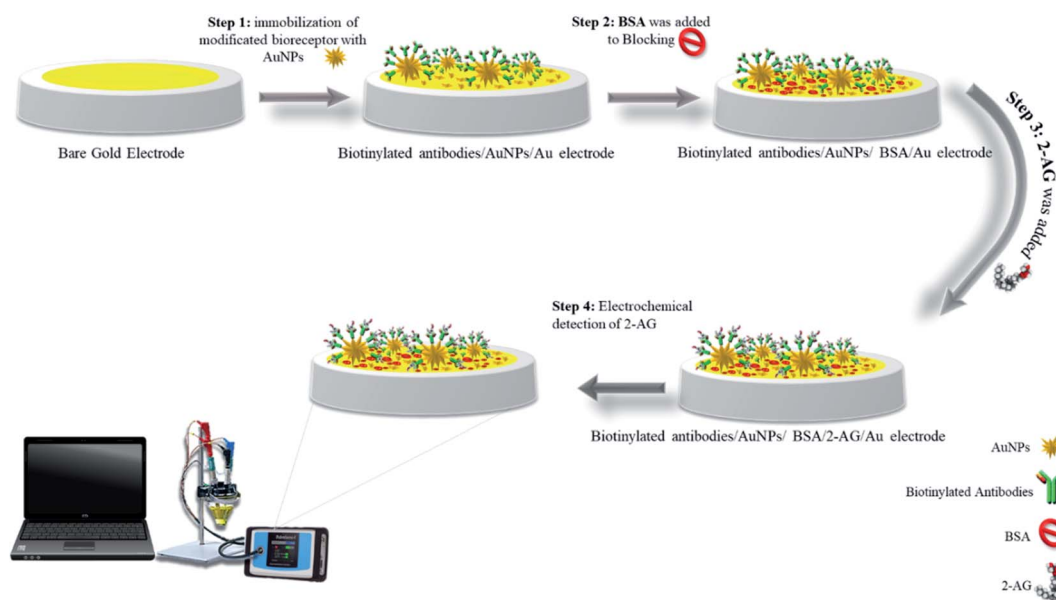 Step 1: immobilization of
modificated bioreceptor with
AuNPs
Step 2: BSA was added
to Blocking
Bare Gold Electrode
Biotinylated antibodies/AuNPs/Au electrode
Biotinylated antibodies/AuNPs/ BSA/Au electrode
Step 3: 2-AG was added
Step 4: Electrochemical
detection of 2-AG
Biotinylated antibodies/AuNPs/ BSA/2-AG/Au electrode
AuNPs
Biotinylated Antibodies
BSA
2-AG